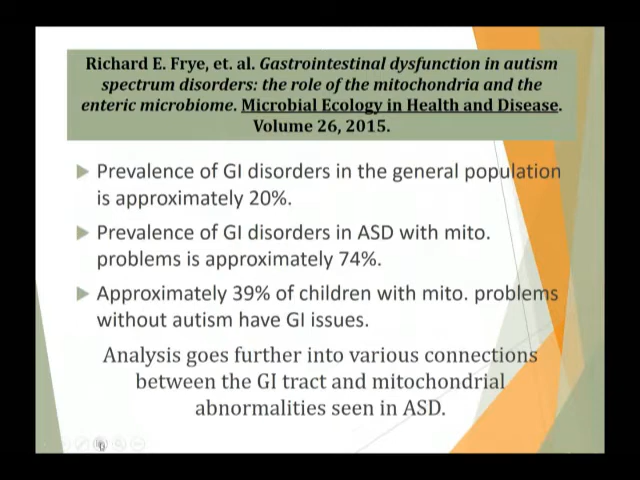 Richard E. Frye, et. al. Gastrointestinal dysfunction in autism
spectrum disorders: the role of the mitochondria and the
enteric microbiome. Microbial Ecology in Health and Disease.
Volume 26, 2015.
Prevalence of GI disorders in the general population
is approximately 20%.
Prevalence of GI disorders in ASD with mito.
problems is approximately 74%.
Approximately 39% of children with mito. problems
without autism have GI issues.
Analysis goes further into various connections
between the GI tract and mitochondrial
abnormalities seen in ASD.